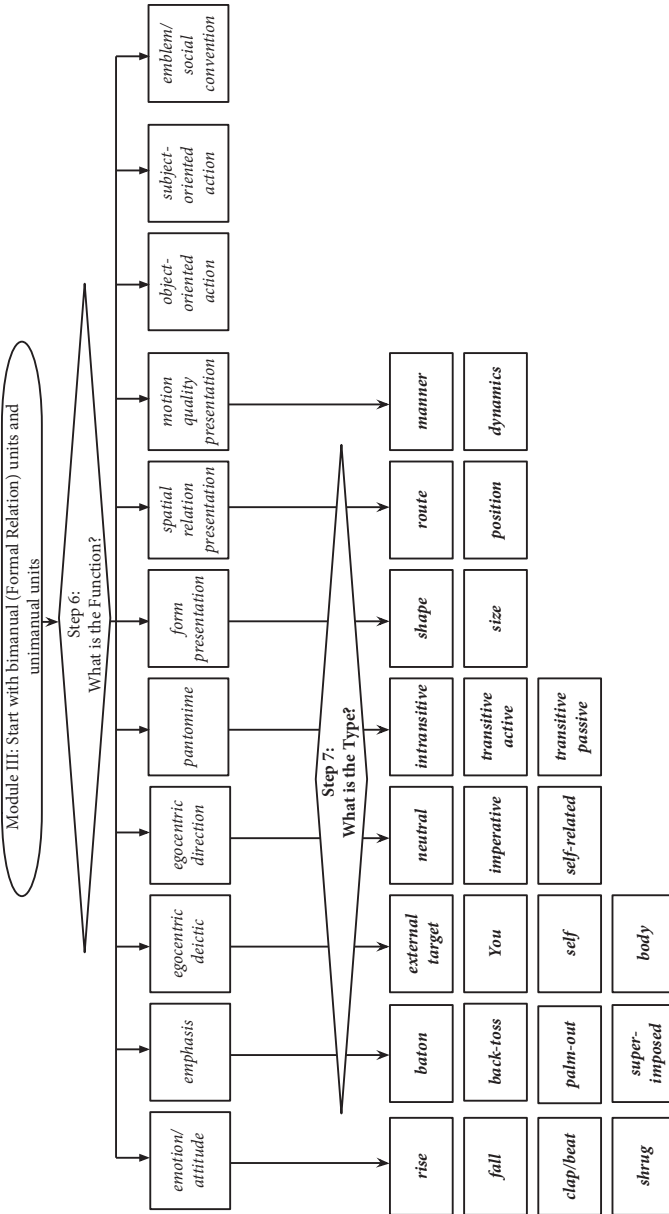 Module III: Start with bimanual (Formal Relation) units and
unimanual units
Step 6:
What is the Function?
emotion/
attitude
emphasis
egocentric
deictic
egocentric
direction
pantomime
form
presentation
spatial
relation
presentation
motion
quality
presentation
object-
oriented
action
subject-
oriented
action
emblem/
social
convention
Step 7:
What is the Type?
rise
baton
external
target
neutral
intransitive
shape
route
manner
fall
back-toss
You
imperative
transitive
active
size
position
dynamics
clap/beat
palm-out
self
self-related
transitive
passive
shrug
super-
imposed
body